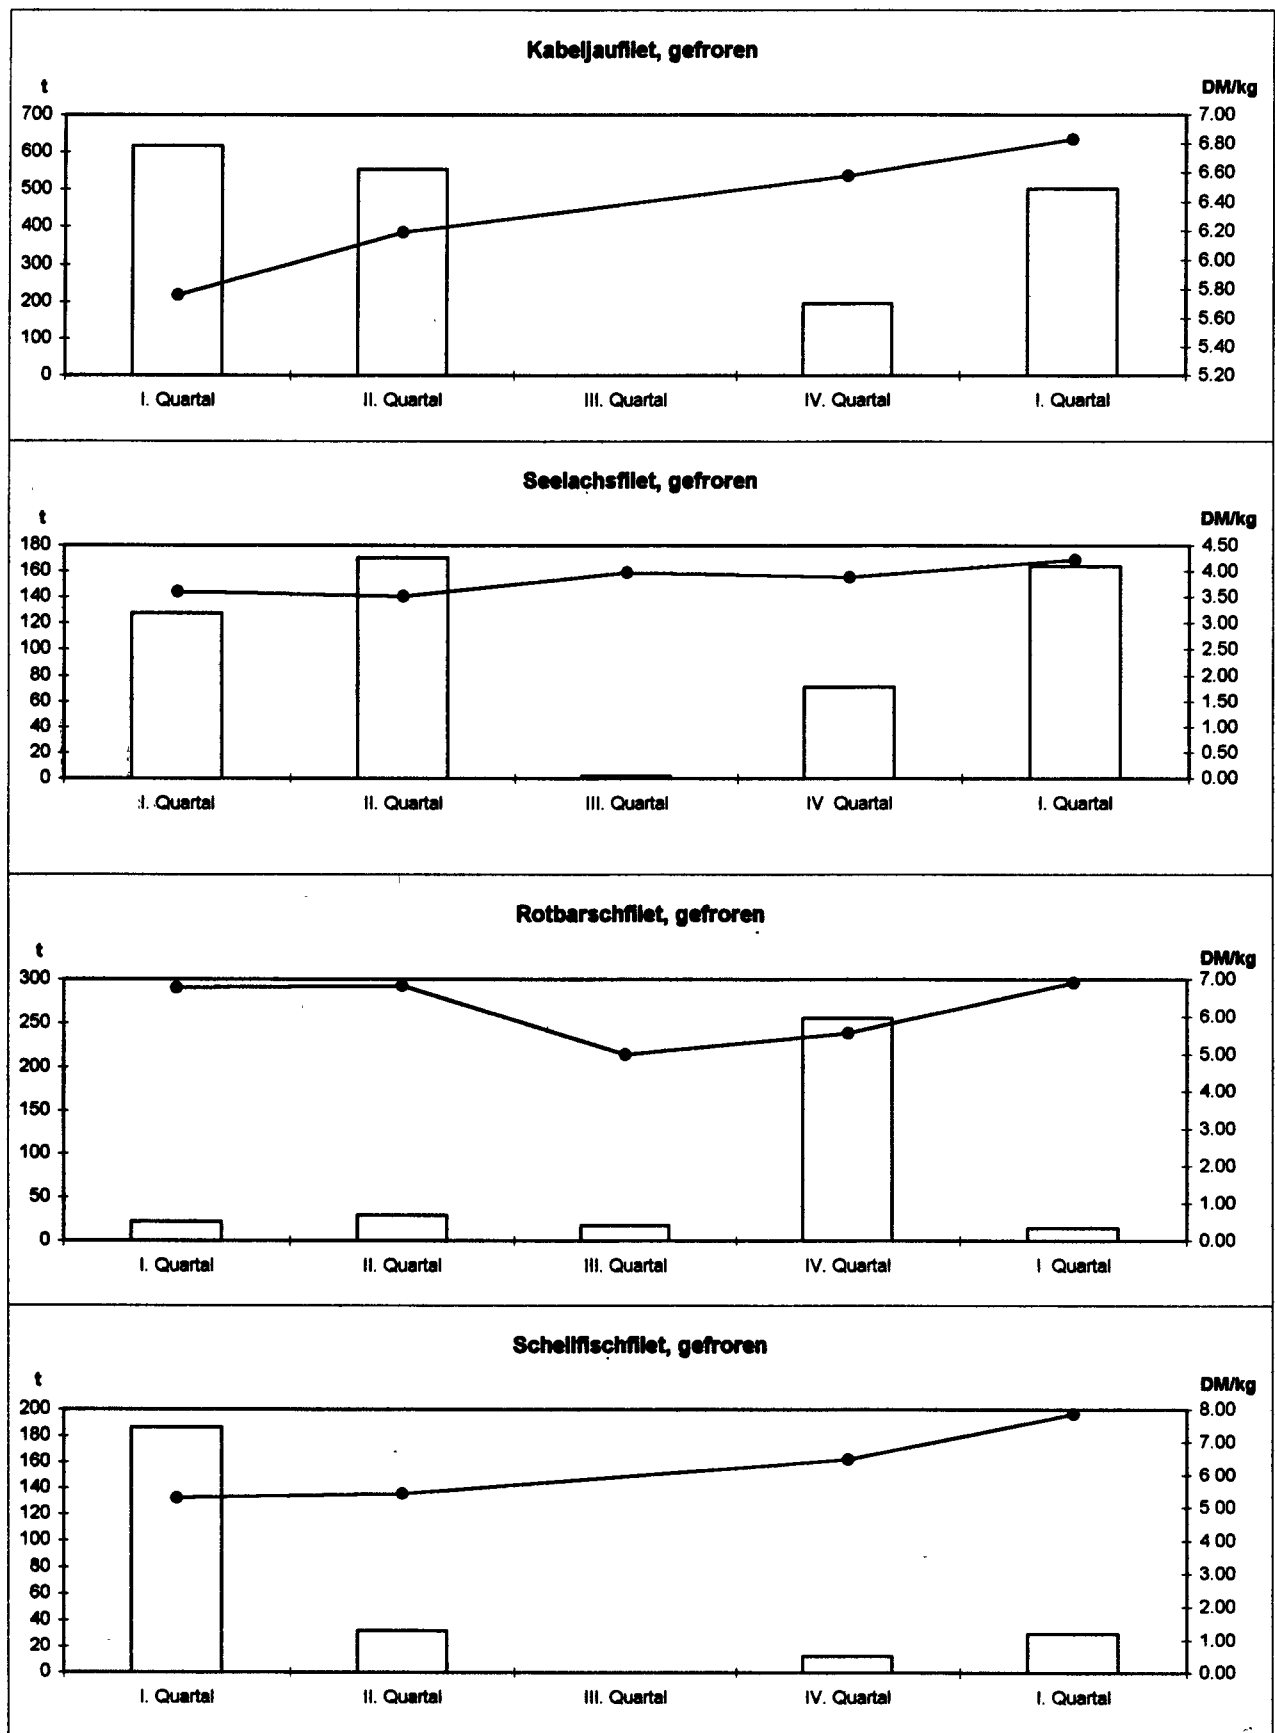 Kabeljaufilet, gefroren
t DM/kg
700 7.00
600 6.80
500 6.60
400 6.40
300 6.20
200 6.00
100 5.80
0 5.60
5.40
5.20
I. Quartal II. Quartal III. Quartal IV. Quartal I. Quartal
Seelachsfilet, gefroren
t DM/kg
180 4.50
160 4.00
140 3.50
120 3.00
100 2.50
80 2.00
60 1.50
40 1.00
20 0.50
0 0.00
I. Quartal II. Quartal III. Quartal IV Quartal I. Quartal
Rotbarschfilet, gefroren
t DM/kg
300 7.00
250 6.00
200 5.00
150 4.00
100 3.00
50 2.00
0 1.00
0.00
I. Quartal II. Quartal III. Quartal IV. Quartal I Quartal
Schellfischfilet, gefroren
t DM/kg
200 8.00
180 7.00
160 6 00
140 5 00
120 4 00
100 3.00
80 2.00
60 1.00
40 0.00
20
0
I. Quartal II. Quartal III. Quartal IV. Quartal I. Quartal